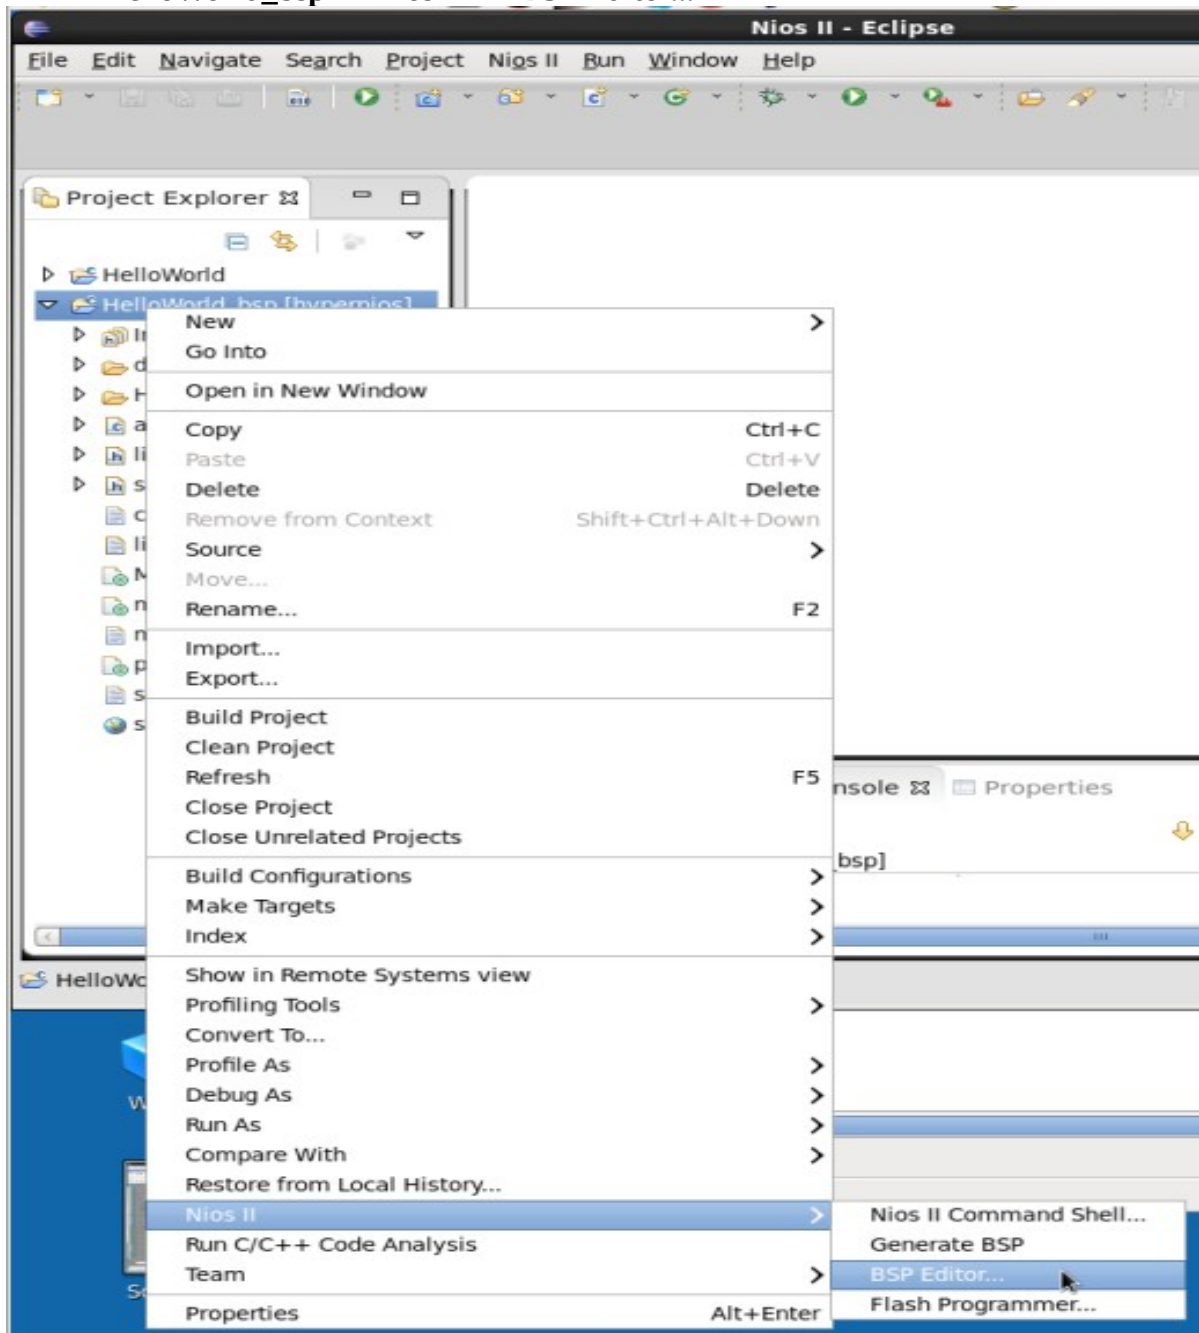 Nios II - Eclipse
File Edit Navigate Search Project Nios II Run Window Help
Project Explorer
HelloWorld
HelloWorld_bsp [hypernios]
New
Go Into
Open in New Window
Copy Ctrl+C
Paste Ctrl+V
Delete Delete
Remove from Context Shift+Ctrl+Alt+Down
Source
Move...
Rename... F2
Import...
Export...
Build Project
Clean Project
Refresh F5
nsole Properties
Close Project
Close Unrelated Projects
_bsp]
Build Configurations
Make Targets
Index
HelloWo
Show in Remote Systems view
Profiling Tools
Convert To...
Profile As
Debug As
Run As
Compare With
Restore from Local History...
Nios II
Nios II Command Shell...
Run C/C++ Code Analysis
Generate BSP
Team
BSP Editor...
Properties Alt+Enter
Flash Programmer...